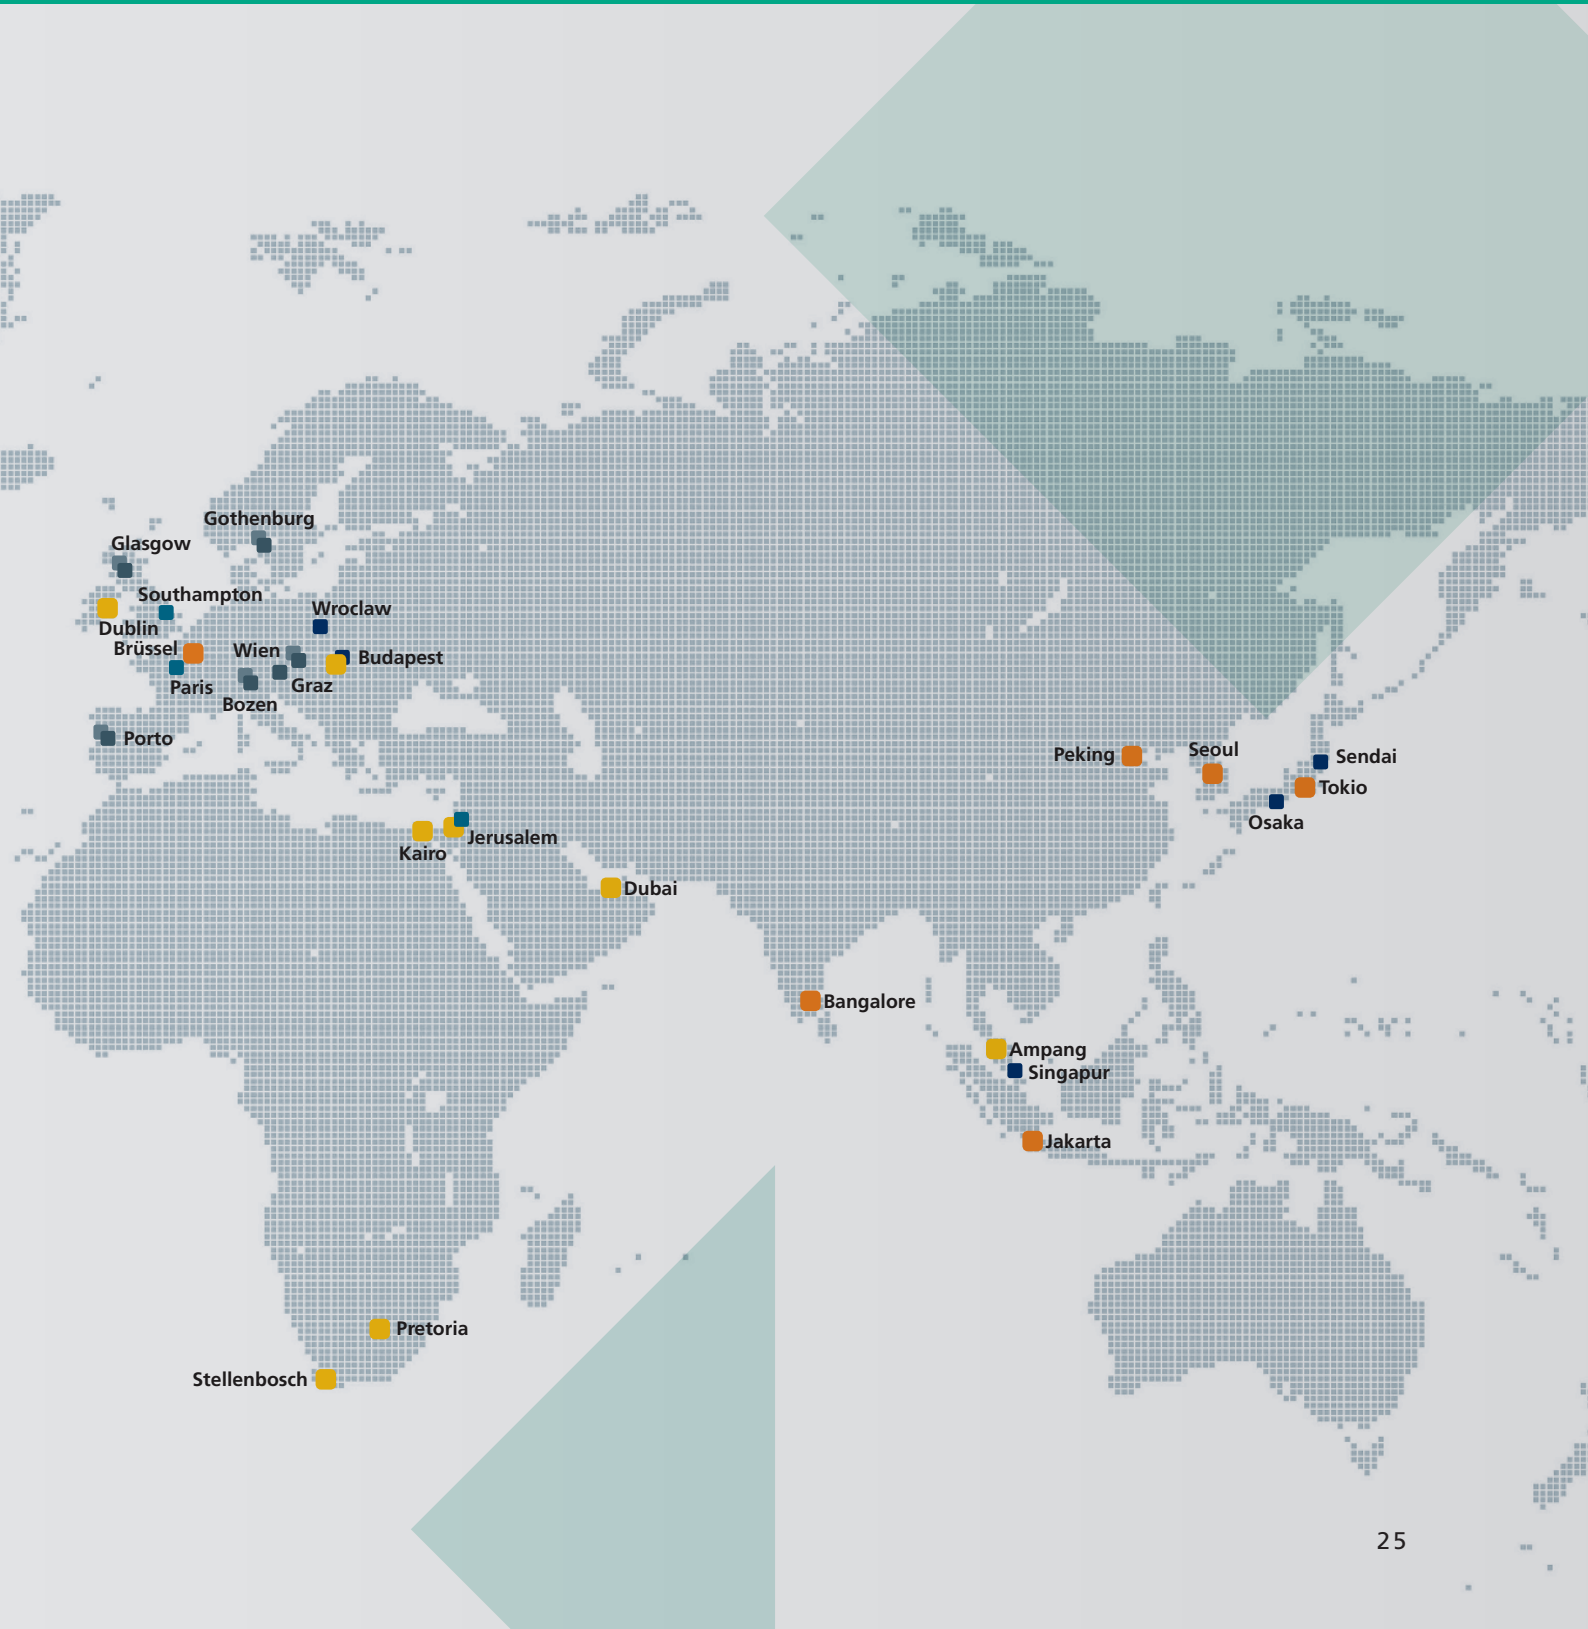 Gothenburg
Glasgow
Southampton
Wroclaw
Dublin
Brüssel
Wien
Budapest
Paris
Graz
Bozen
Porto
Peking
Seoul
Sendai
Tokio
Osaka
Jerusalem
Kairo
Dubai
Bangalore
Ampang
Singapur
Jakarta
Pretoria
Stellenbosch
25